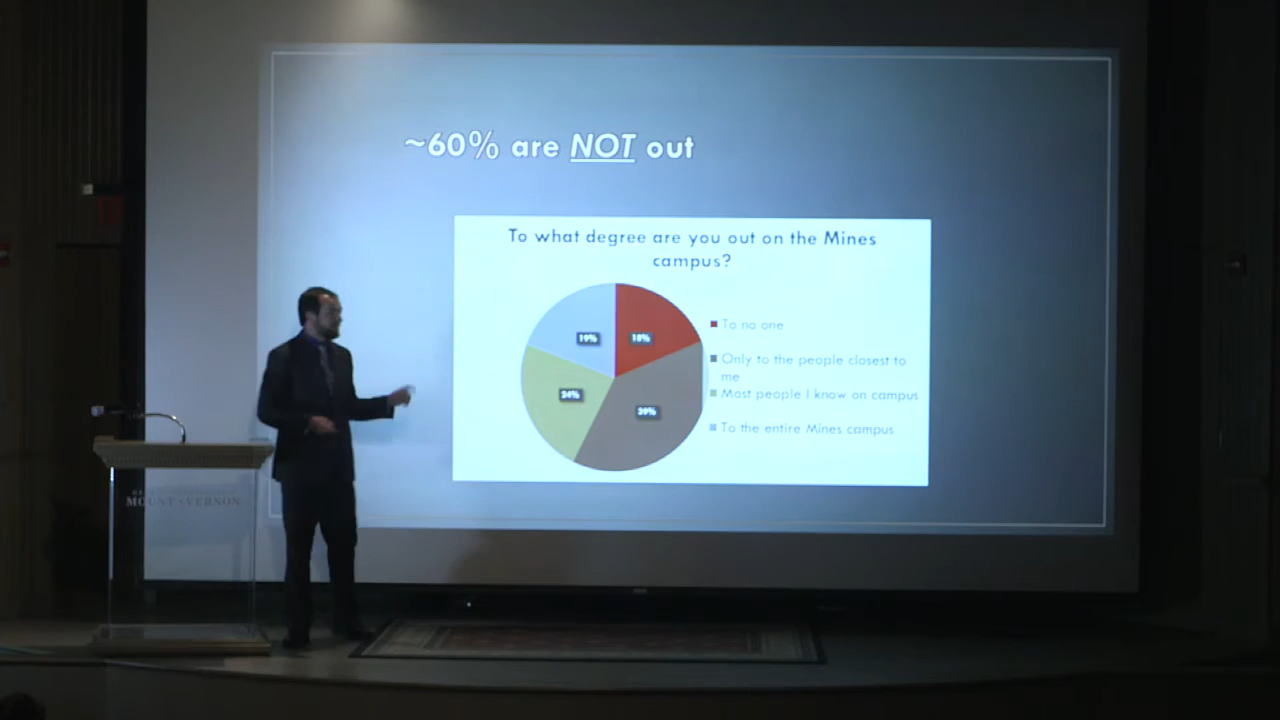 ~60% are NOT out
To what degree are you out on the Mines
campus?
19%
18%
24%
39%
To no one
Only to the people closest to
me
Most people I know on campus
To the entire Mines campus
MOUNT VERNON